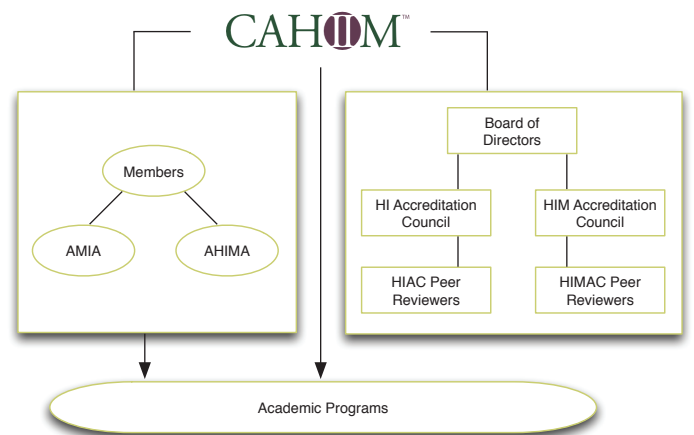 CAHIIM™
Members
AMIA
AHIMA
Board of
Directors
HI Accreditation
Council
HIM Accreditation
Council
HIAC Peer
Reviewers
HIMAC Peer
Reviewers
Academic Programs